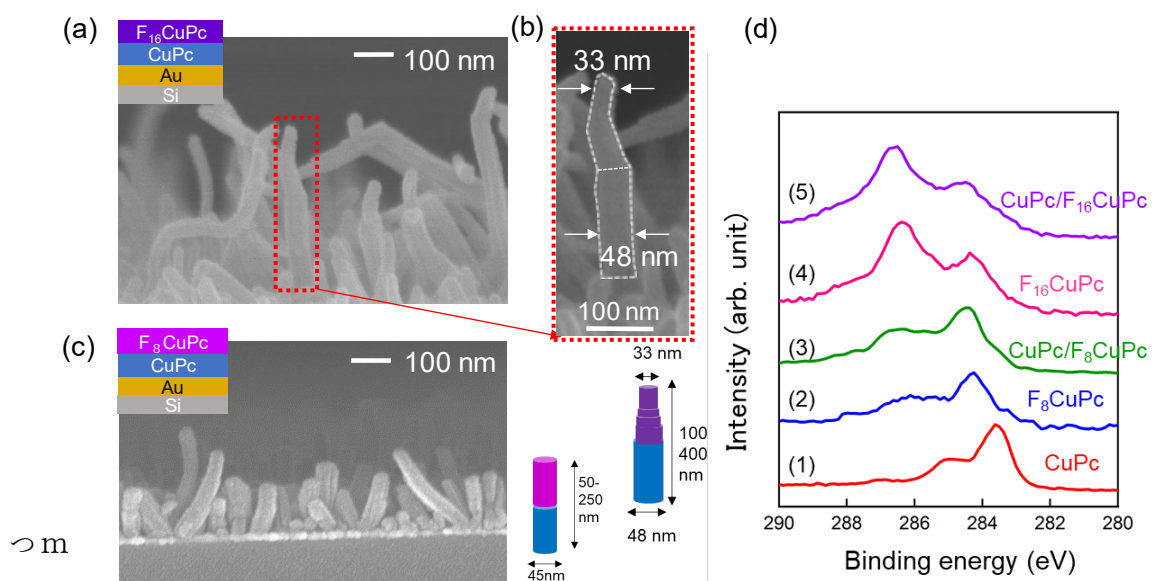 (a)
F₁₆CuPc
CuPc
Au
Si
100 nm
(b)
33 nm
48 nm
100 nm
(c)
F₈CuPc
CuPc
Au
Si
100 nm
つm
50-
250
nm
45nm
33 nm
100
400
nm
48 nm
(d)
Intensity (arb. unit)
(5)
CuPc/F₁₆CuPc
(4)
F₁₆CuPc
(3)
CuPc/F₈CuPc
(2)
F₈CuPc
(1)
CuPc
290 288 286 284 282 280
Binding energy (eV)